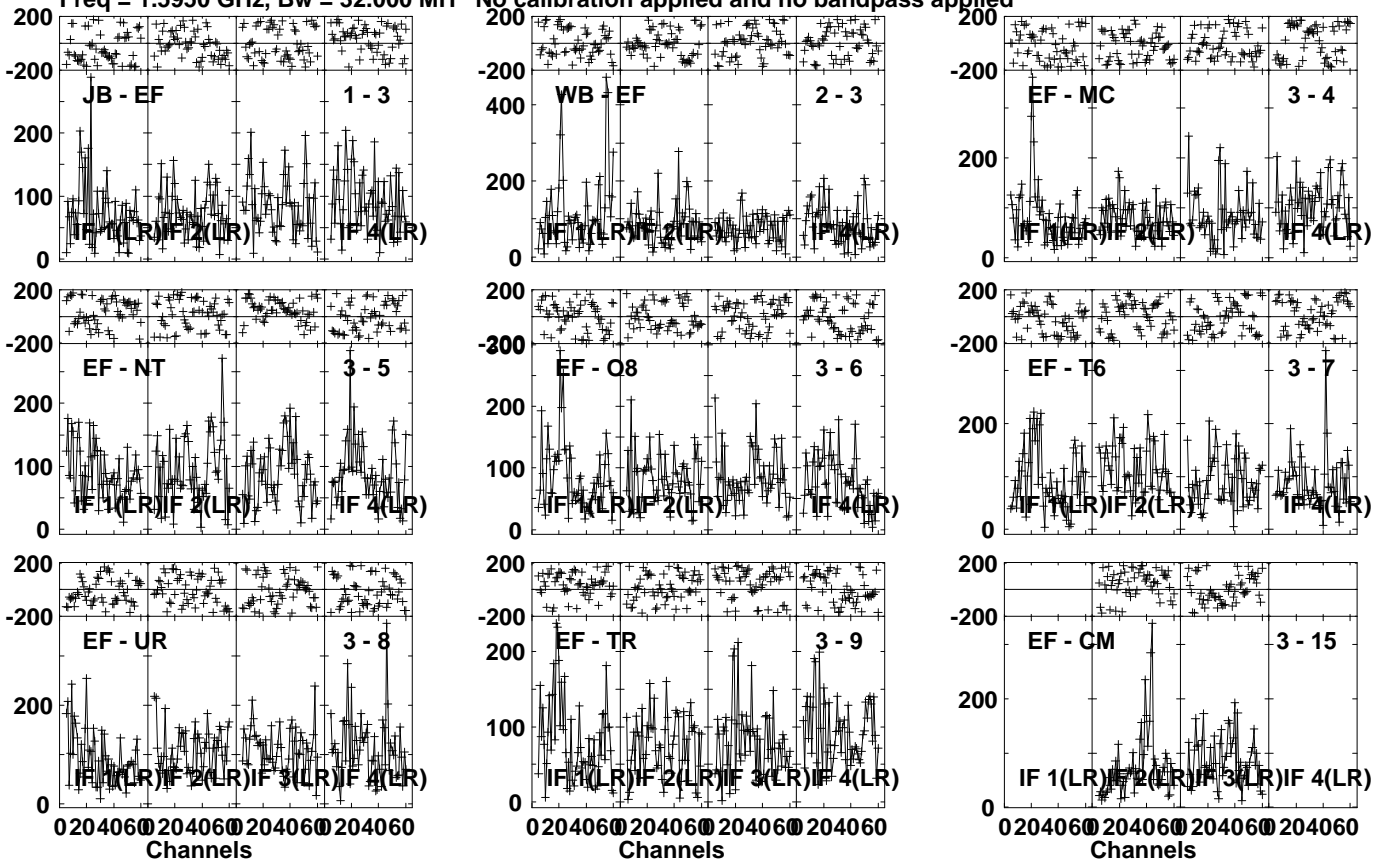 Freq = 1.5950 GHz, Bw = 32.000 MH No calibration applied and no bandpass applied
200
-200
JB - EF 1 - 3
200
100
0
IF 1(LR) IF 2(LR) IF 4(LR)
WB - EF 2 - 3
400
200
0
IF 1(LR) IF 2(LR) IF 4(LR)
200
-200
EF - MC 3 - 4
200
0
IF 1(LR) IF 2(LR) IF 4(LR)
200
-200
EF - NT 3 - 5
200
100
0
IF 1(LR) IF 2(LR) IF 4(LR)
200
-200
300
EF - O8 3 - 6
200
100
0
IF 1(LR) IF 2(LR) IF 4(LR)
200
-200
EF - T6 3 - 7
200
0
IF 1(LR) IF 2(LR) IF 4(LR)
200
-200
EF - UR 3 - 8
200
0
IF 1(LR) IF 2(LR) IF 3(LR) IF 4(LR)
0 20 40 60 0 20 40 60 0 20 40 60 0 20 40 60
Channels
EF - TR 3 - 9
200
100
0
IF 1(LR) IF 2(LR) IF 3(LR) IF 4(LR)
0 20 40 60 0 20 40 60 0 20 40 60 0 20 40 60
Channels
200
-200
EF - CM 3 - 15
200
0
IF 1(LR) IF 2(LR) IF 3(LR) IF 4(LR)
0 20 40 60 0 20 40 60 0 20 40 60 0 20 40 60
Channels